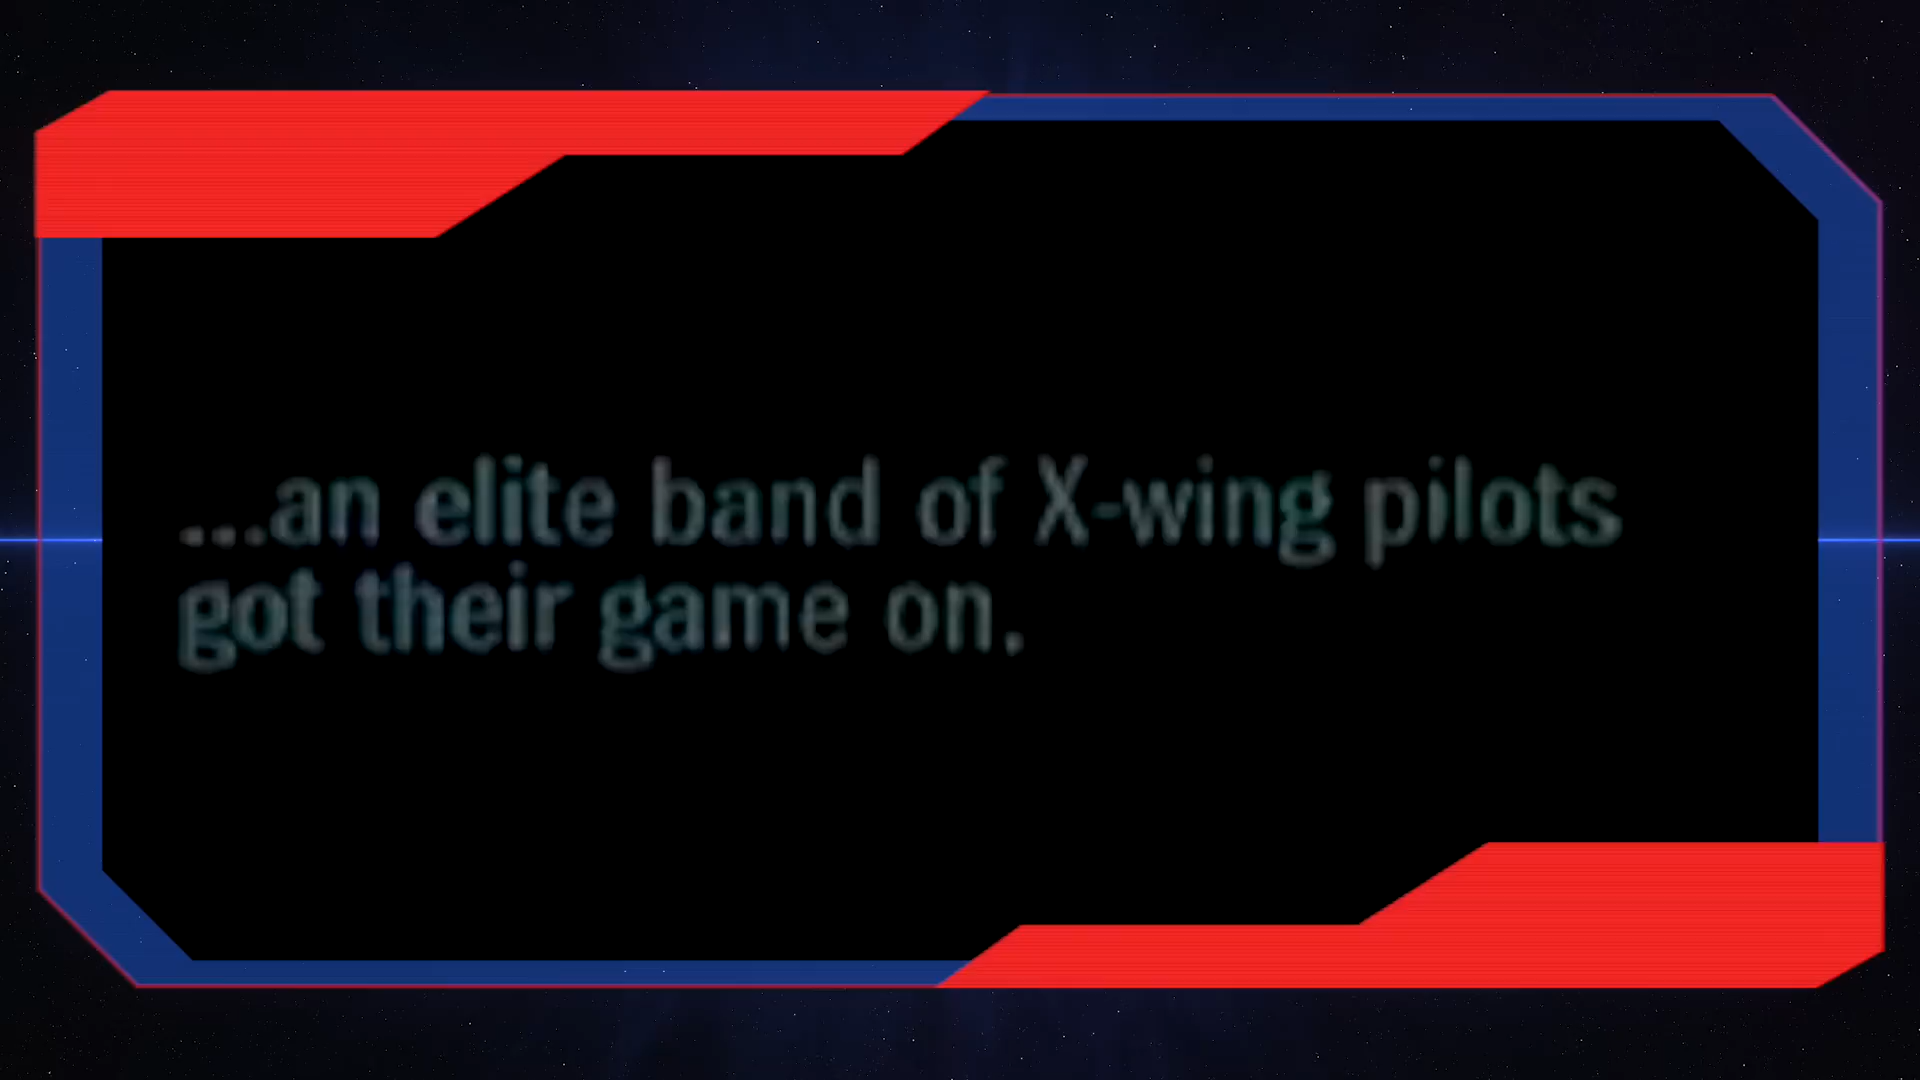 ...an elite band of X-wing pilots
got their game on.